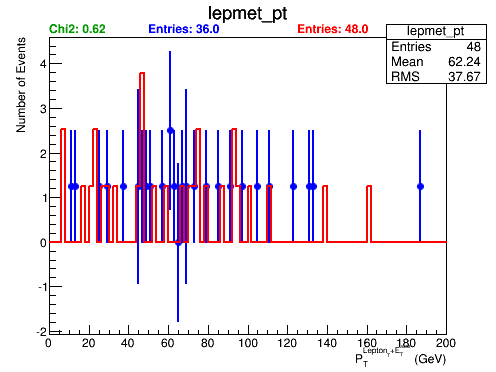 lepmet_pt
Chi2: 0.62 Entries: 36.0 Entries: 48.0
lepmet_pt
Entries 48
Mean 62.24
RMS 37.67
Number of Events
4
3
2
1
0
-1
-2
0 20 40 60 80 100 120 140 160 180 200
P_T^{Lepton_T+E_T} (GeV)